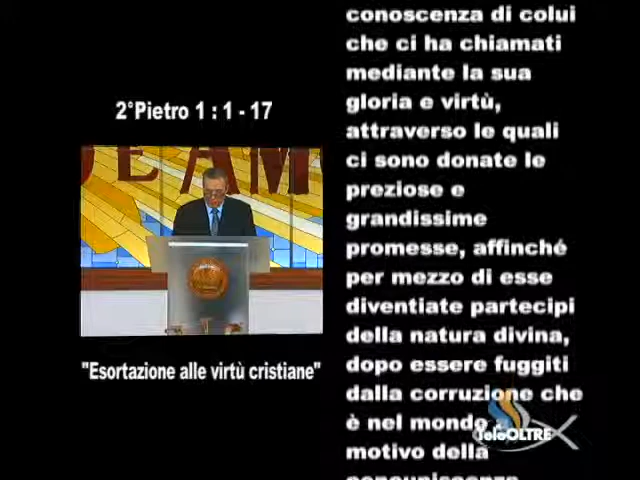 2°Pietro 1 : 1 - 17
"Esortazione alle virtù cristiane"
conoscenza di colui
che ci ha chiamati
mediante la sua
gloria e virtù,
attraverso le quali
ci sono donate le
preziose e
grandissime
promesse, affinché
per mezzo di esse
diventiate partecipi
della natura divina,
dopo essere fuggiti
dalla corruzione che
è nel mondo a
motivo della
concupiscenza
TeleOLTRE